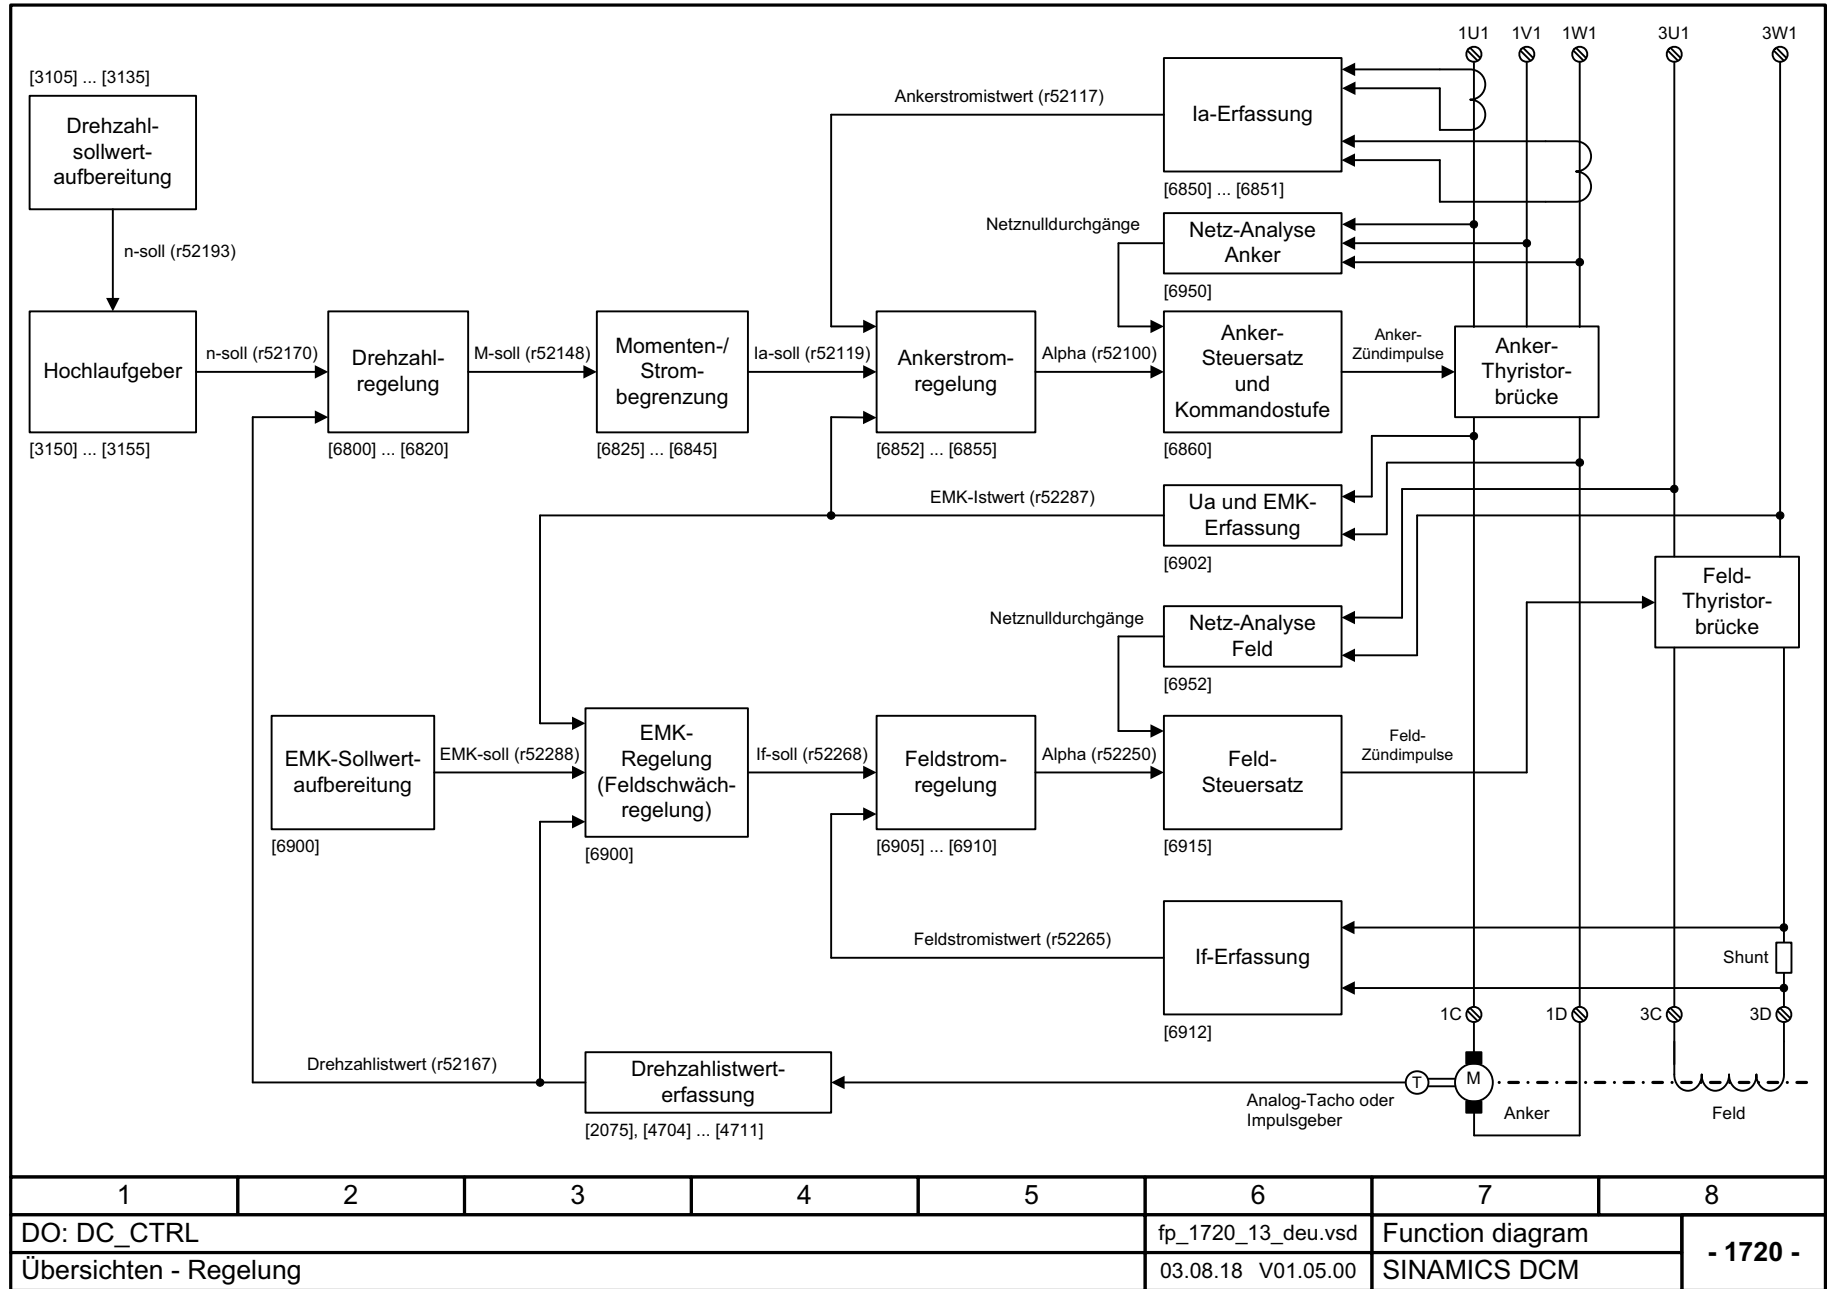 1U1 1V1 1W1 3U1 3W1
[3105] ... [3135]
Drehzahl-
sollwert-
aufbereitung
n-soll (r52193)
Ankerstromistwert (r52117)
Ia-Erfassung
[6850] ... [6851]
Netznulldurchgänge
Netz-Analyse
Anker
[6950]
Hochlaufgeber
[3150] ... [3155]
n-soll (r52170)
Drehzahl-
regelung
[6800] ... [6820]
M-soll (r52148)
Momenten-/
Strom-
begrenzung
[6825] ... [6845]
Ia-soll (r52119)
Ankerstrom-
regelung
[6852] ... [6855]
Alpha (r52100)
Anker-
Steuersatz
und
Kommandostufe
[6860]
Anker-
Zündimpulse
Anker-
Thyristor-
brücke
EMK-Istwert (r52287)
Ua und EMK-
Erfassung
[6902]
Feld-
Thyristor-
brücke
Netznulldurchgänge
Netz-Analyse
Feld
[6952]
EMK-Sollwert-
aufbereitung
[6900]
EMK-soll (r52288)
EMK-
Regelung
(Feldschwäch-
regelung)
[6900]
If-soll (r52268)
Feldstrom-
regelung
[6905] ... [6910]
Alpha (r52250)
Feld-
Steuersatz
[6915]
Feld-
Zündimpulse
Feldstromistwert (r52265)
If-Erfassung
[6912]
Shunt
1C 1D 3C 3D
Drehzahlistwert (r52167)
Drehzahlistwert-
erfassung
[2075], [4704] ... [4711]
T M
Analog-Tacho oder
Impulsgeber
Anker
Feld
1 2 3 4 5 6 7 8
DO: DC_CTRL
fp_1720_13_deu.vsd
Function diagram
- 1720 -
Übersichten - Regelung
03.08.18 V01.05.00
SINAMICS DCM